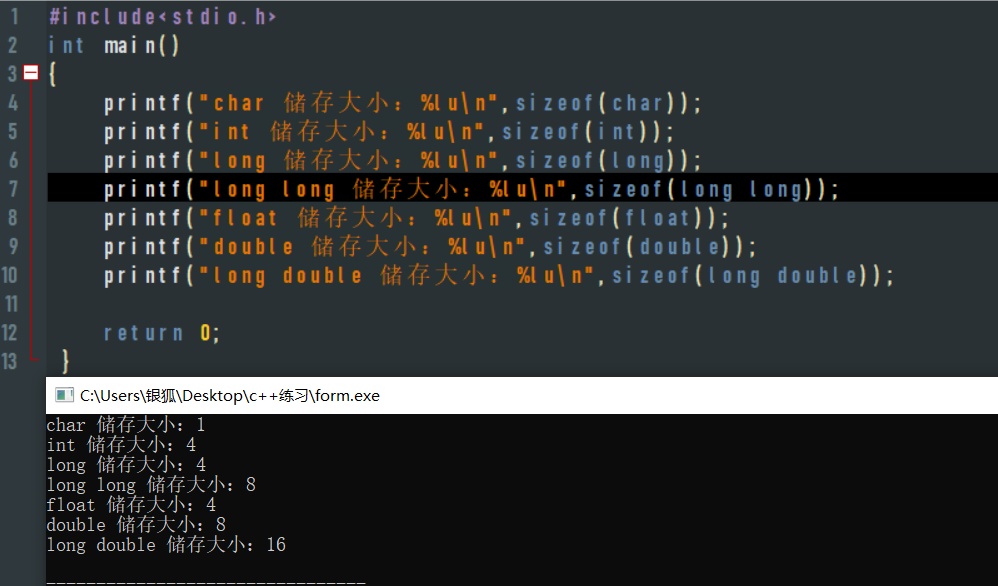 1 #include<stdio.h>
2 int main()
3 {
4 printf("char 储存大小：%lu\n",sizeof(char));
5 printf("int 储存大小：%lu\n",sizeof(int));
6 printf("long 储存大小：%lu\n",sizeof(long));
7 printf("long long 储存大小：%lu\n",sizeof(long long));
8 printf("float 储存大小：%lu\n",sizeof(float));
9 printf("double 储存大小：%lu\n",sizeof(double));
10 printf("long double 储存大小：%lu\n",sizeof(long double));
11
12 return 0;
13 }
C:\Users\银狐\Desktop\c++练习\form.exe
char 储存大小：1
int 储存大小：4
long 储存大小：4
long long 储存大小：8
float 储存大小：4
double 储存大小：8
long double 储存大小：16
--------------------------------